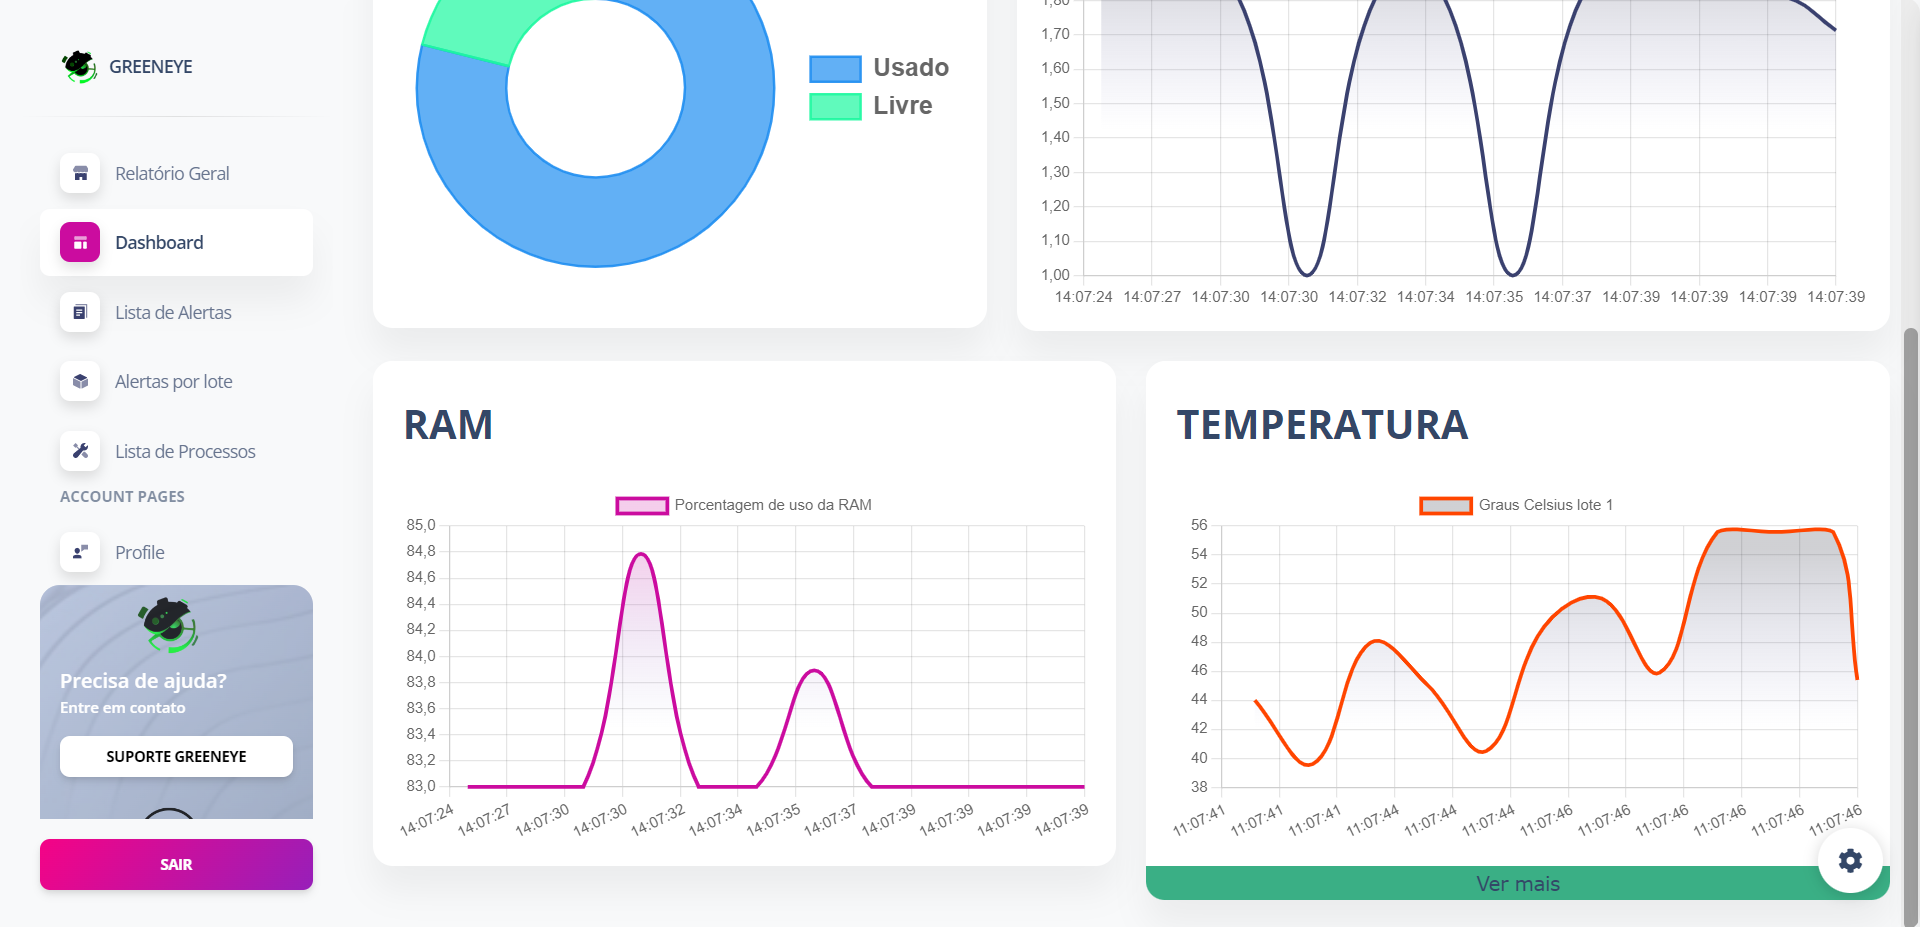 GREENEYE
Relatório Geral
Dashboard
Lista de Alertas
Alertas por lote
Lista de Processos
ACCOUNT PAGES
Profile
Precisa de ajuda?
Entre em contato
SUPORTE GREENEYE
SAIR
Usado
Livre
1,80
1,70
1,60
1,50
1,40
1,30
1,20
1,10
1,00
14:07:24 14:07:27 14:07:30 14:07:30 14:07:32 14:07:34 14:07:35 14:07:37 14:07:39 14:07:39 14:07:39 14:07:39
RAM
Porcentagem de uso da RAM
85,0
84,8
84,6
84,4
84,2
84,0
83,8
83,6
83,4
83,2
83,0
14:07:24 14:07:27 14:07:30 14:07:30 14:07:32 14:07:34 14:07:35 14:07:37 14:07:39 14:07:39 14:07:39 14:07:39
TEMPERATURA
Graus Celsius lote 1
56
54
52
50
48
46
44
42
40
38
11:07:41 11:07:41 11:07:41 11:07:44 11:07:44 11:07:44 11:07:46 11:07:46 11:07:46 11:07:46 11:07:46 11:07:46
Ver mais